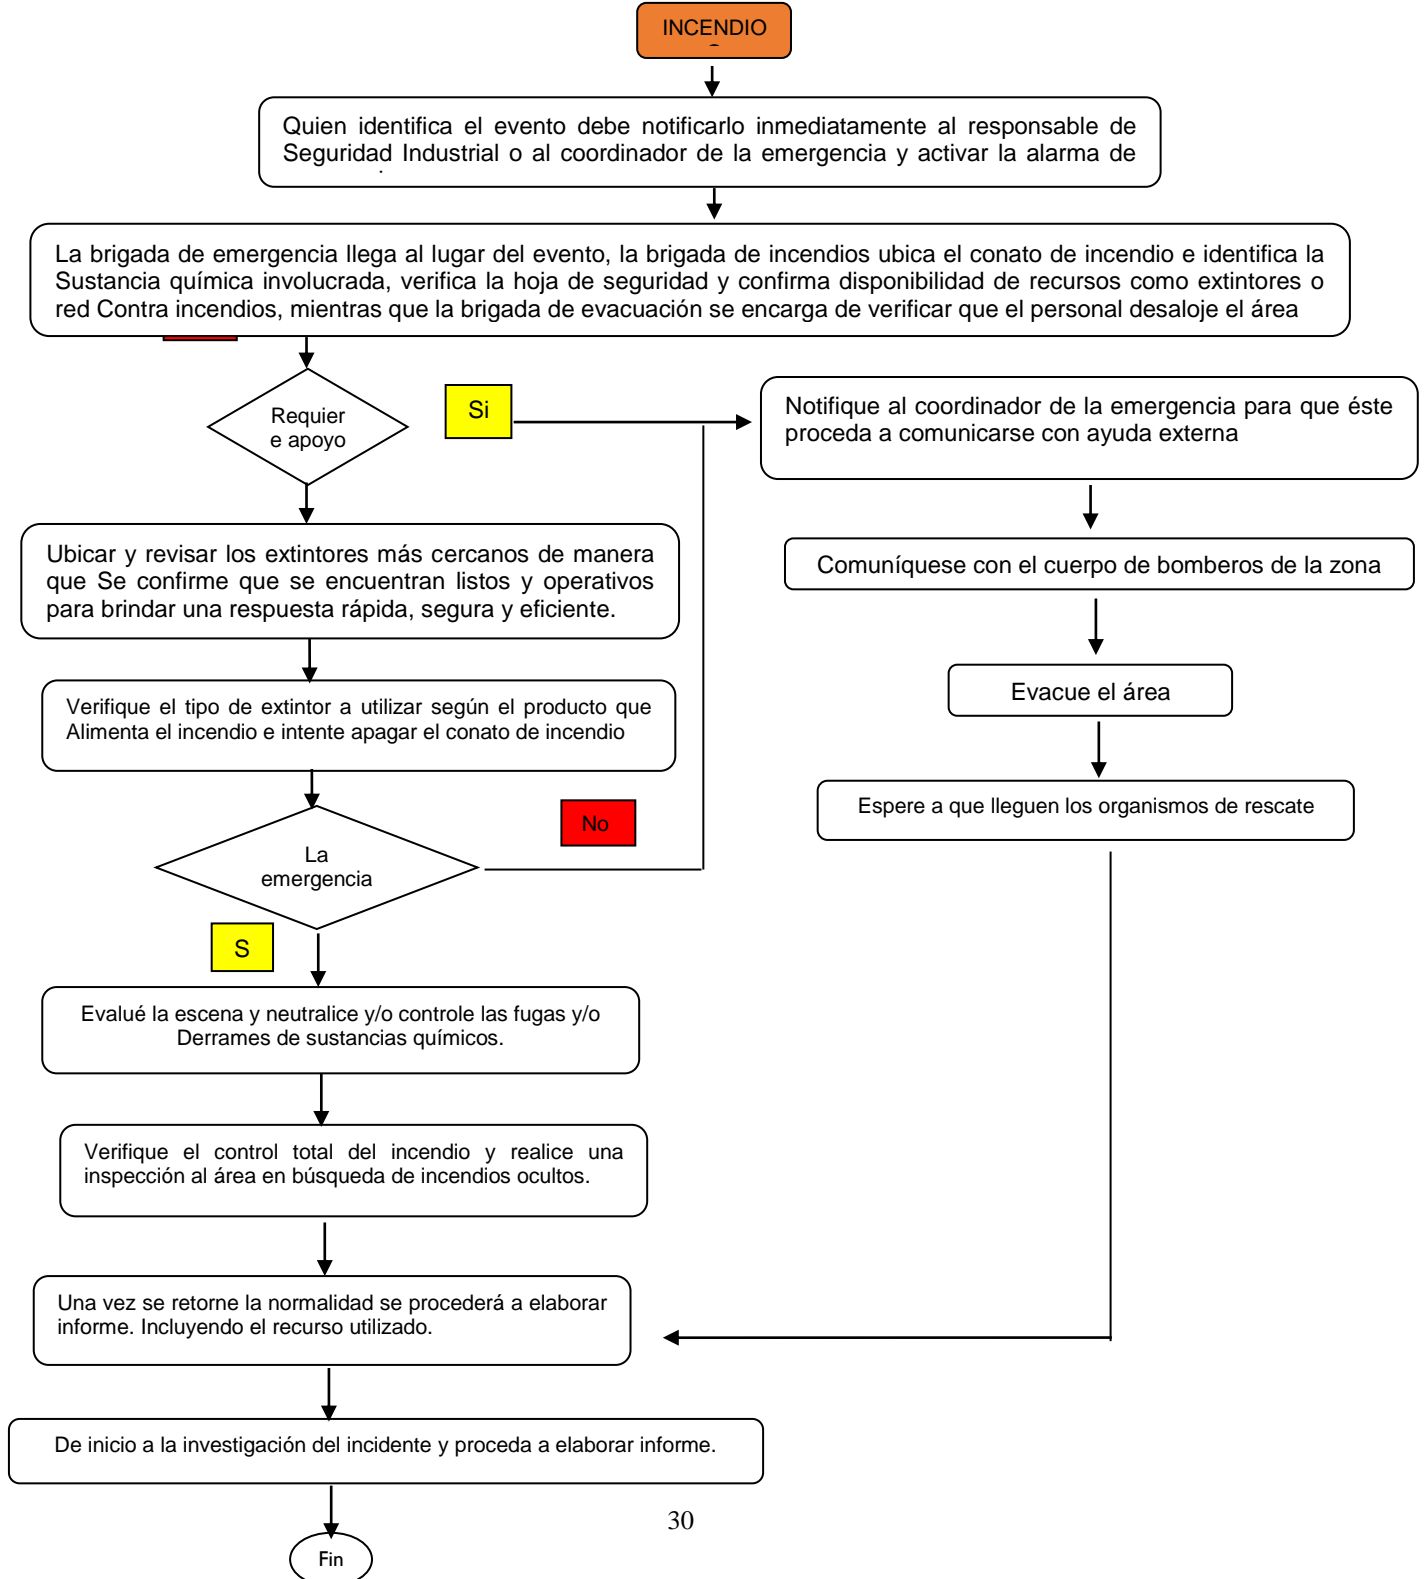 INCENDIO
Quien identifica el evento debe notificarlo inmediatamente al responsable de
Seguridad Industrial o al coordinador de la emergencia y activar la alarma de
La brigada de emergencia llega al lugar del evento, la brigada de incendios ubica el conato de incendio e identifica la
Sustancia química involucrada, verifica la hoja de seguridad y confirma disponibilidad de recursos como extintores o
red Contra incendios, mientras que la brigada de evacuación se encarga de verificar que el personal desaloje el área
Requier
e apoyo
Si
Notifique al coordinador de la emergencia para que éste
proceda a comunicarse con ayuda externa
Ubicar y revisar los extintores más cercanos de manera
que Se confirme que se encuentran listos y operativos
para brindar una respuesta rápida, segura y eficiente.
Comuníquese con el cuerpo de bomberos de la zona
Evacue el área
Verifique el tipo de extintor a utilizar según el producto que
Alimenta el incendio e intente apagar el conato de incendio
Espere a que lleguen los organismos de rescate
No
La
emergencia
S
Evalué la escena y neutralice y/o controle las fugas y/o
Derrames de sustancias químicos.
Verifique el control total del incendio y realice una
inspección al área en búsqueda de incendios ocultos.
Una vez se retorne la normalidad se procederá a elaborar
informe. Incluyendo el recurso utilizado.
De inicio a la investigación del incidente y proceda a elaborar informe.
30
Fin